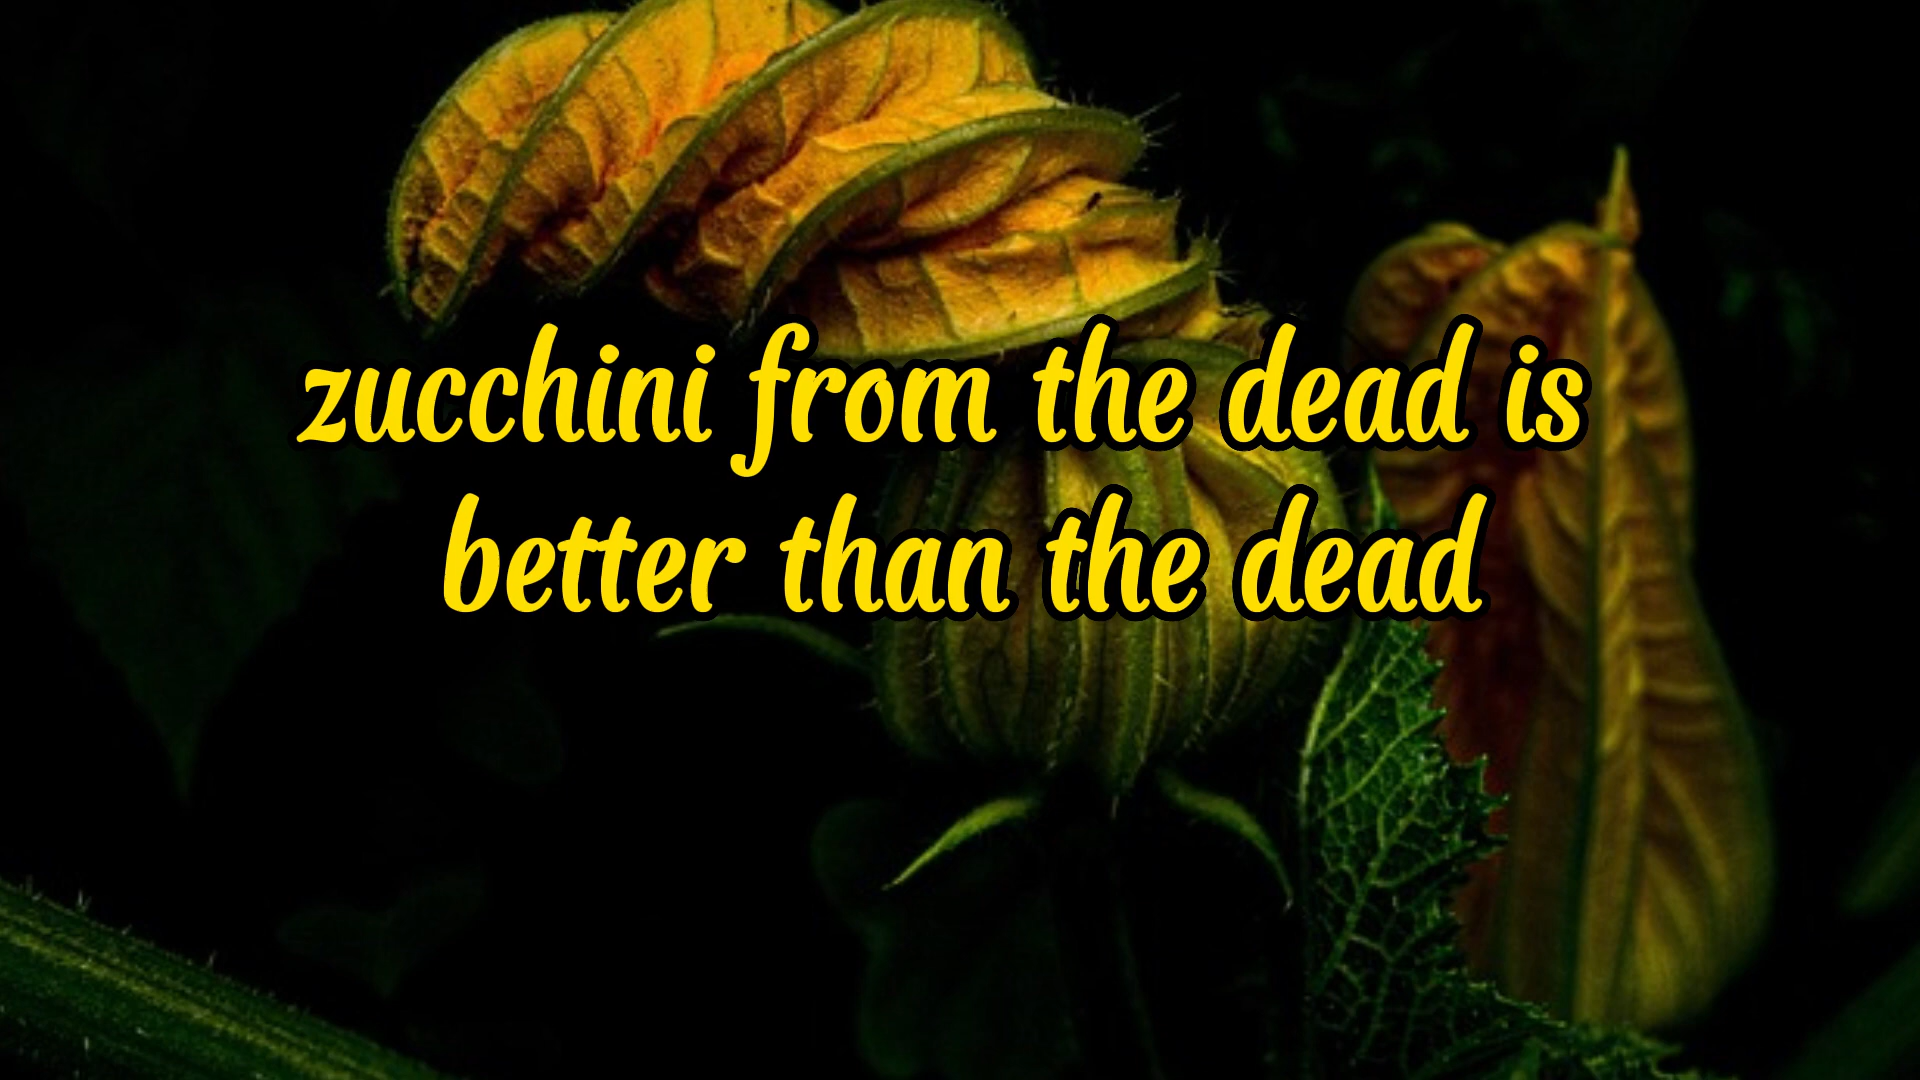 zucchini from the dead is
better than the dead